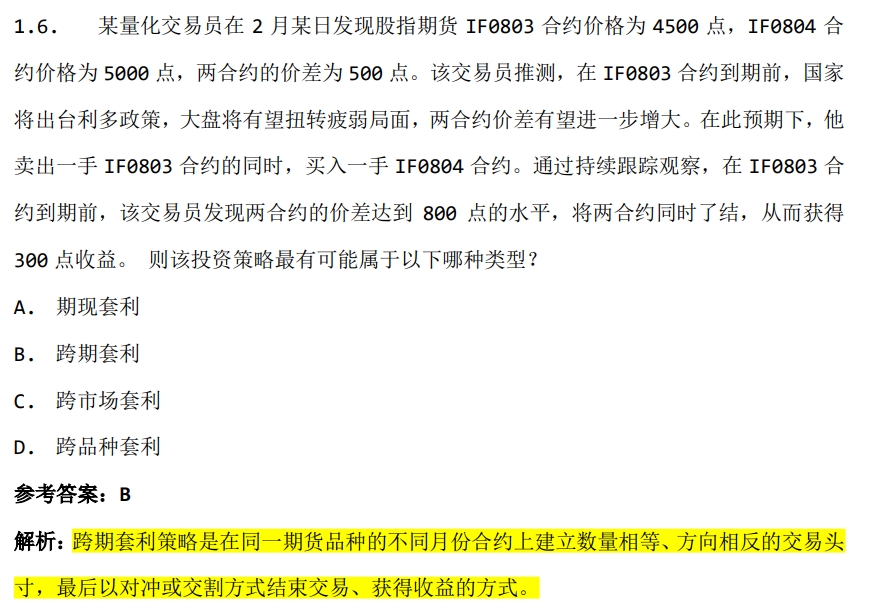 1.6. 某量化交易员在 2 月某日发现股指期货 IF0803 合约价格为 4500 点，IF0804 合
约价格为 5000 点，两合约的价差为 500 点。该交易员推测，在 IF0803 合约到期前，国家
将出台利多政策，大盘将有望扭转疲弱局面，两合约价差有望进一步增大。在此预期下，他
卖出一手 IF0803 合约的同时，买入一手 IF0804 合约。通过持续跟踪观察，在 IF0803 合
约到期前，该交易员发现两合约的价差达到 800 点的水平，将两合约同时了结，从而获得
300 点收益。 则该投资策略最有可能属于以下哪种类型？
A. 期现套利
B. 跨期套利
C. 跨市场套利
D. 跨品种套利
参考答案：B
解析：跨期套利策略是在同一期货品种的不同月份合约上建立数量相等、方向相反的交易头
寸，最后以对冲或交割方式结束交易、获得收益的方式。